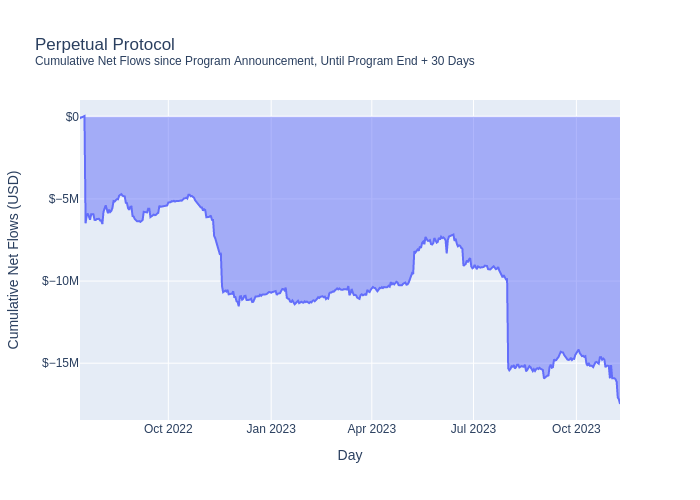 Perpetual Protocol
Cumulative Net Flows since Program Announcement, Until Program End + 30 Days
Cumulative Net Flows (USD)
$0
$−5M
$−10M
$−15M
Oct 2022
Jan 2023
Apr 2023
Jul 2023
Oct 2023
Day